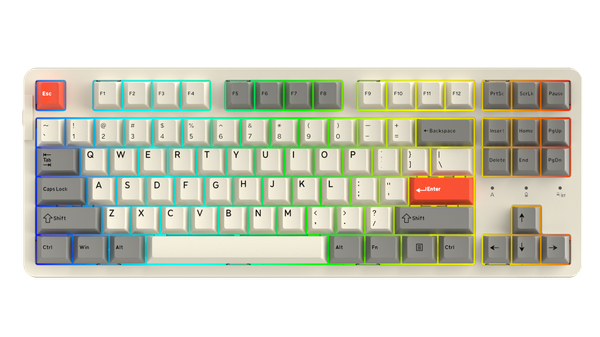 Esc F1 F2 F3 F4 F5 F6 F7 F8 F9 F10 F11 F12 PrtSc ScrLk Pause
~ ! @ # $ % ^ & * ( ) _ + ←Backspace Insert Home PgUp
` 1 2 3 4 5 6 7 8 9 0 - =
Tab Q W E R T Y U I O P { } | Delete End PgDn
[ ] \
Caps Lock A S D F G H J K L : " Enter
; '
Shift Z X C V B N M < > ? Shift ↑
, . /
Ctrl Win Alt Alt Fn Ctrl ← ↓ →